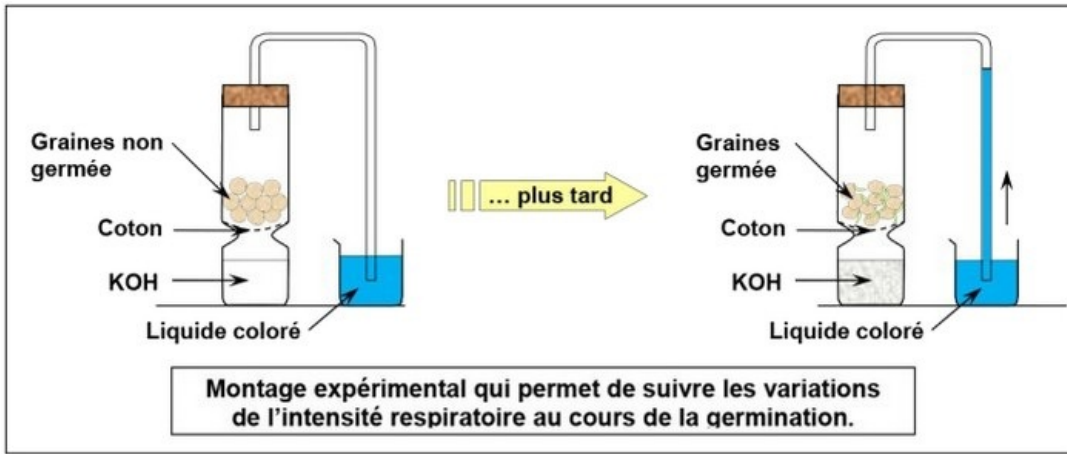 Graines non
germée
Coton
KOH
Liquide coloré
... plus tard
Graines
germée
Coton
KOH
Liquide coloré
Montage expérimental qui permet de suivre les variations
de l'intensité respiratoire au cours de la germination.